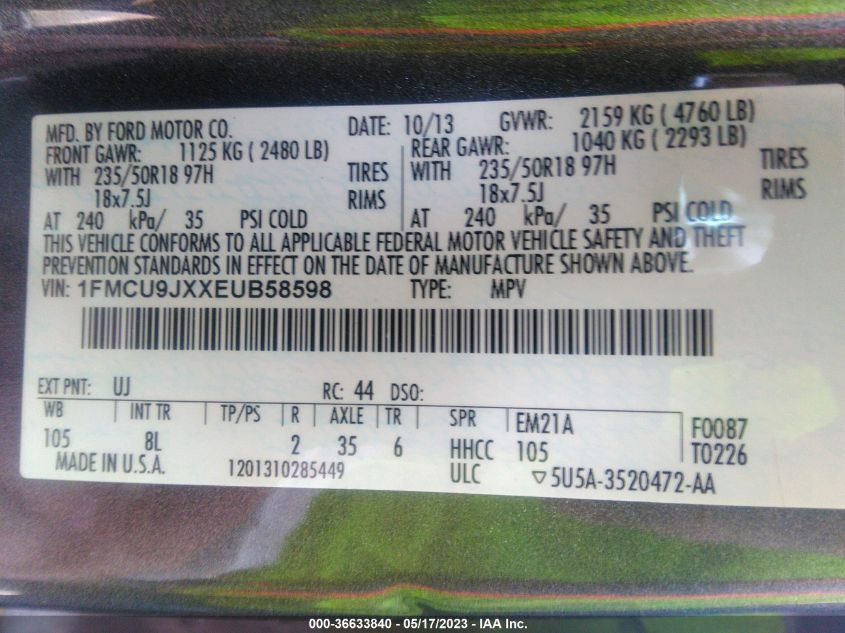 MFD. BY FORD MOTOR CO. DATE: 10/13 GVWR: 2159 KG ( 4760 LB)
FRONT GAWR: 1125 KG ( 2480 LB) REAR GAWR: 1040 KG ( 2293 LB)
WITH 235/50R18 97H TIRES WITH 235/50R18 97H TIRES
18x7.5J RIMS 18x7.5J RIMS
AT 240 kPa/ 35 PSI COLD AT 240 kPa/ 35 PSI COLD
THIS VEHICLE CONFORMS TO ALL APPLICABLE FEDERAL MOTOR VEHICLE SAFETY AND THEFT
PREVENTION STANDARDS IN EFFECT ON THE DATE OF MANUFACTURE SHOWN ABOVE.
VIN: 1FMCU9JXXEUB58598 TYPE: MPV
EXT PNT: UJ RC: 44 DSO:
WB INT TR TP/PS R AXLE TR SPR EM21A F0087
105 8L 2 35 6 HHCC 105 T0226
MADE IN U.S.A. 1201310285449 ULC ▽5U5A-3520472-AA
000-36633840 - 05/17/2023 - IAA Inc.